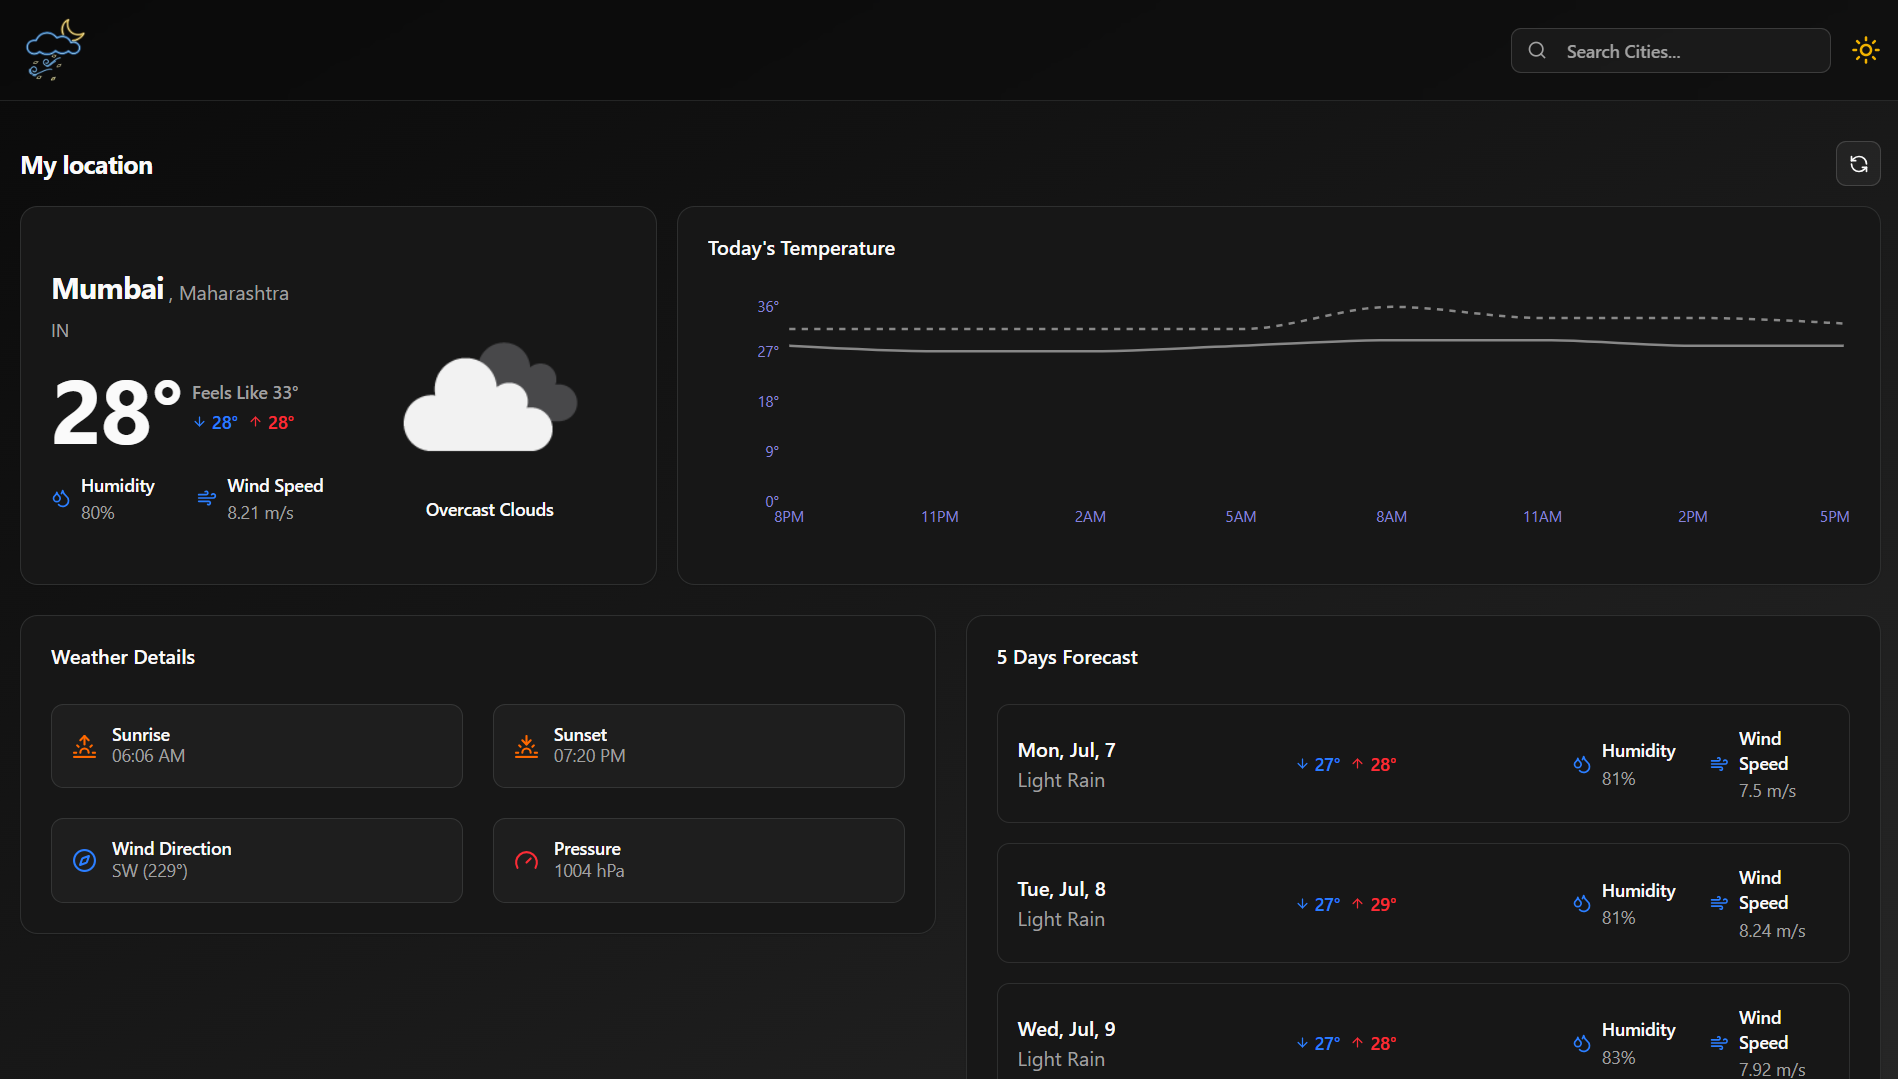 Search Cities...
My location
Mumbai , Maharashtra
IN
28°
Feels Like 33°
28° 28°
Humidity
80%
Wind Speed
8.21 m/s
Overcast Clouds
Today's Temperature
36°
27°
18°
9°
0°
8PM 11PM 2AM 5AM 8AM 11AM 2PM 5PM
Weather Details
Sunrise
06:06 AM
Sunset
07:20 PM
Wind Direction
SW (229°)
Pressure
1004 hPa
5 Days Forecast
Mon, Jul, 7
Light Rain
27° 28°
Humidity
81%
Wind
Speed
7.5 m/s
Tue, Jul, 8
Light Rain
27° 29°
Humidity
81%
Wind
Speed
8.24 m/s
Wed, Jul, 9
Light Rain
27° 28°
Humidity
83%
Wind
Speed
7.92 m/s